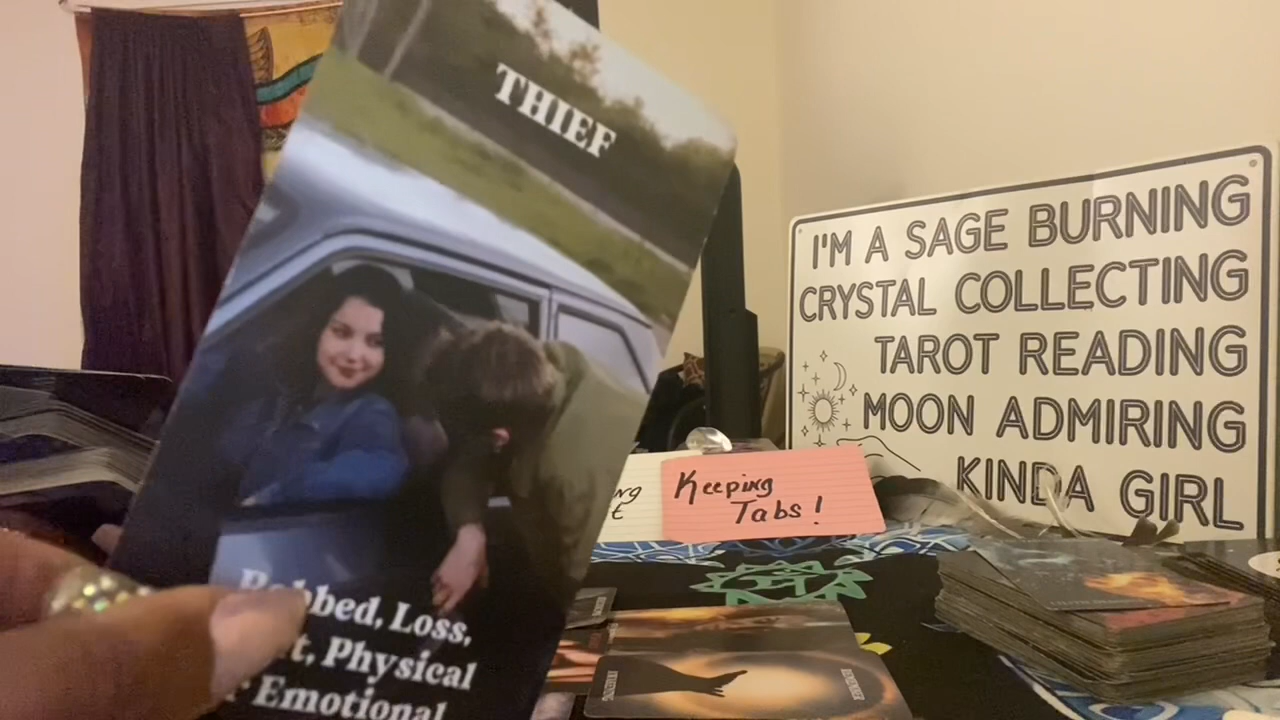 THIEF
Robbed, Loss,
Physical
Emotional
I'M A SAGE BURNING
CRYSTAL COLLECTING
TAROT READING
MOON ADMIRING
KINDA GIRL
Keeping
Tabs!